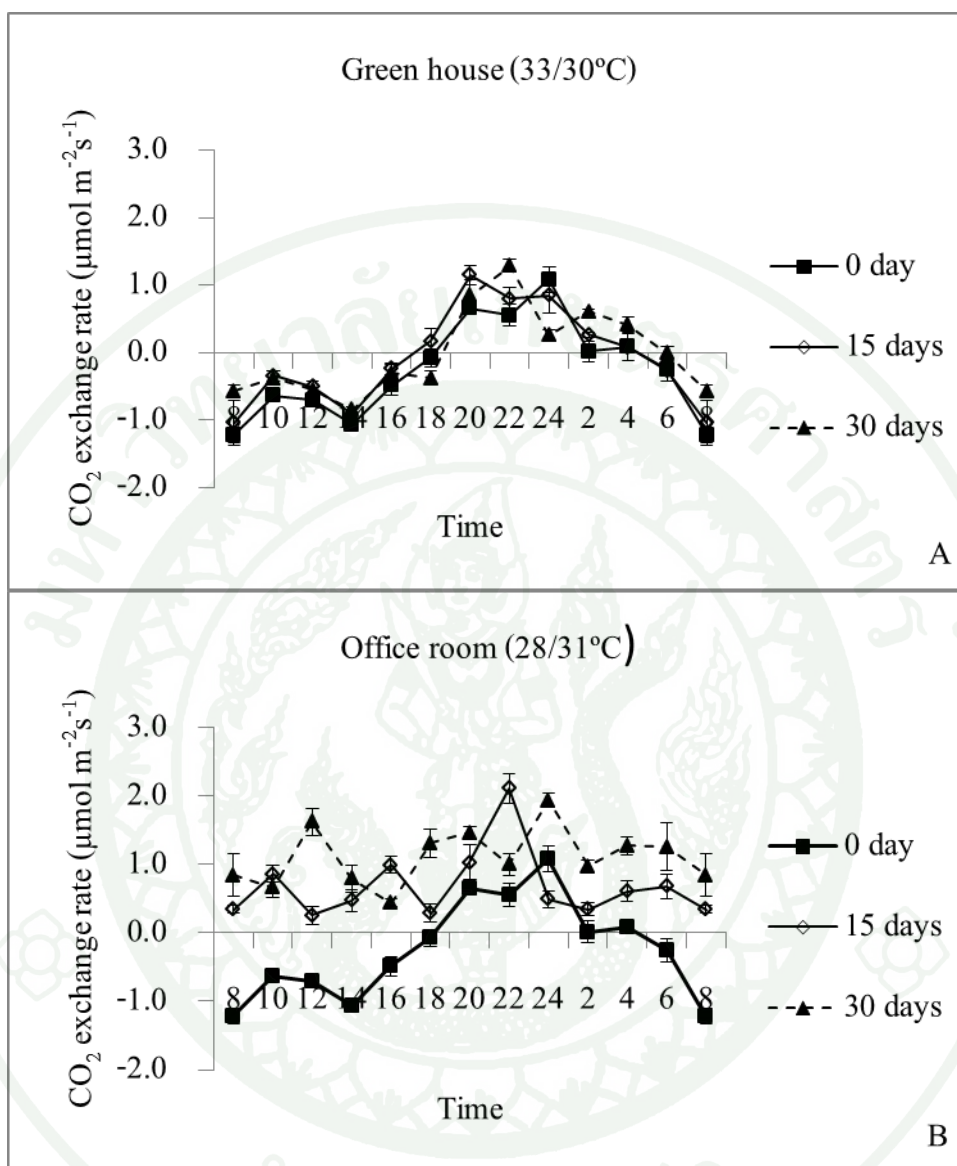 Green house (33/30ºC)
CO₂ exchange rate (µmol m⁻²s⁻¹)
3.0
2.0
1.0
0.0
-1.0
-2.0
8 10 12 14 16 18 20 22 24 2 4 6 8
Time
0 day
15 days
30 days
A
Office room (28/31ºC)
CO₂ exchange rate (µmol m⁻²s⁻¹)
3.0
2.0
1.0
0.0
-1.0
-2.0
8 10 12 14 16 18 20 22 24 2 4 6 8
Time
0 day
15 days
30 days
B